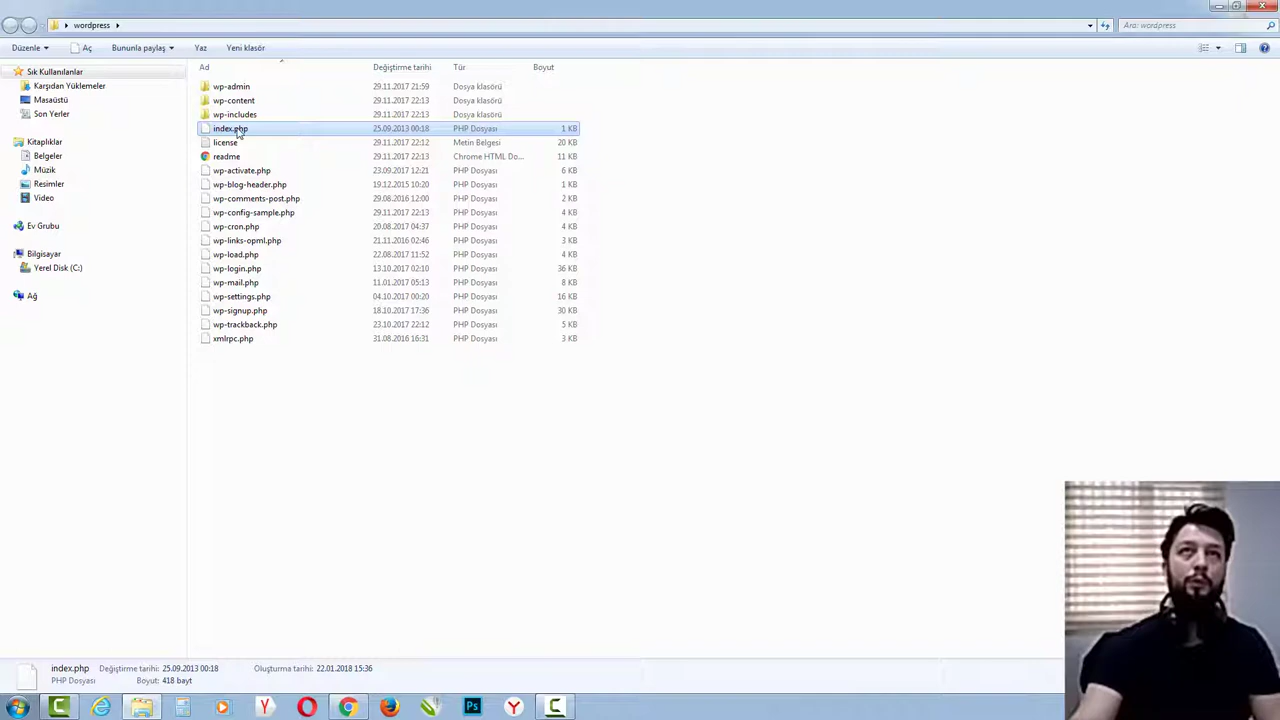 wordpress
Ara: wordpress
Düzenle
Aç
Bununla paylaş
Yaz
Yeni klasör
Ad
Değiştirme tarihi
Tür
Boyut
Sık Kullanılanlar
Karşıdan Yüklemeler
Masaüstü
Son Yerler
Kitaplıklar
Belgeler
Müzik
Resimler
Video
Ev Grubu
Bilgisayar
Yerel Disk (C:)
Ağ
wp-admin 29.11.2017 21:59 Dosya klasörü
wp-content 29.11.2017 22:13 Dosya klasörü
wp-includes 29.11.2017 22:13 Dosya klasörü
index.php 25.09.2013 00:18 PHP Dosyası 1 KB
license 29.11.2017 22:12 Metin Belgesi 20 KB
readme 29.11.2017 22:13 Chrome HTML Do... 11 KB
wp-activate.php 23.09.2017 12:21 PHP Dosyası 6 KB
wp-blog-header.php 19.12.2015 10:20 PHP Dosyası 1 KB
wp-comments-post.php 29.08.2016 12:00 PHP Dosyası 2 KB
wp-config-sample.php 29.11.2017 22:13 PHP Dosyası 4 KB
wp-cron.php 20.08.2017 04:37 PHP Dosyası 4 KB
wp-links-opml.php 21.11.2016 02:46 PHP Dosyası 3 KB
wp-load.php 22.08.2017 11:52 PHP Dosyası 4 KB
wp-login.php 13.10.2017 02:10 PHP Dosyası 36 KB
wp-mail.php 11.01.2017 05:13 PHP Dosyası 8 KB
wp-settings.php 04.10.2017 00:20 PHP Dosyası 16 KB
wp-signup.php 18.10.2017 17:36 PHP Dosyası 30 KB
wp-trackback.php 23.10.2017 22:12 PHP Dosyası 5 KB
xmlrpc.php 31.08.2016 16:31 PHP Dosyası 3 KB
index.php Değiştirme tarihi: 25.09.2013 00:18 Oluşturma tarihi: 22.01.2018 15:36
PHP Dosyası Boyut: 418 bayt